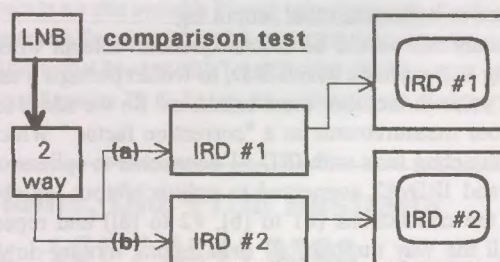 LNB
comparison test
IRD #1
2
way
(a)
IRD #1
(b)
IRD #2
IRD #2